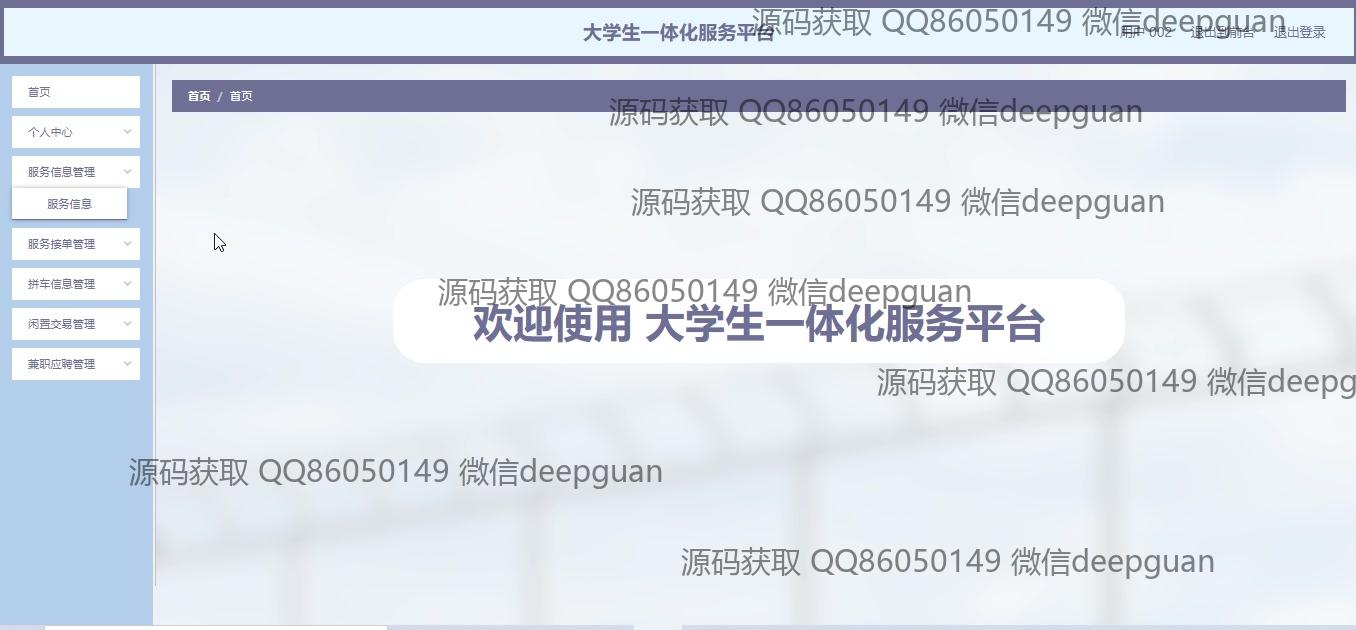 大学生一体化服务平台
源码获取 QQ86050149 微信deepguan
用户 002 退出到前台 退出登录
首页
首页 / 首页
源码获取 QQ86050149 微信deepguan
个人中心
服务信息管理
服务信息
源码获取 QQ86050149 微信deepguan
服务接单管理
拼车信息管理
源码获取 QQ86050149 微信deepguan
欢迎使用 大学生一体化服务平台
闲置交易管理
兼职应聘管理
源码获取 QQ86050149 微信deepg
源码获取 QQ86050149 微信deepguan
源码获取 QQ86050149 微信deepguan